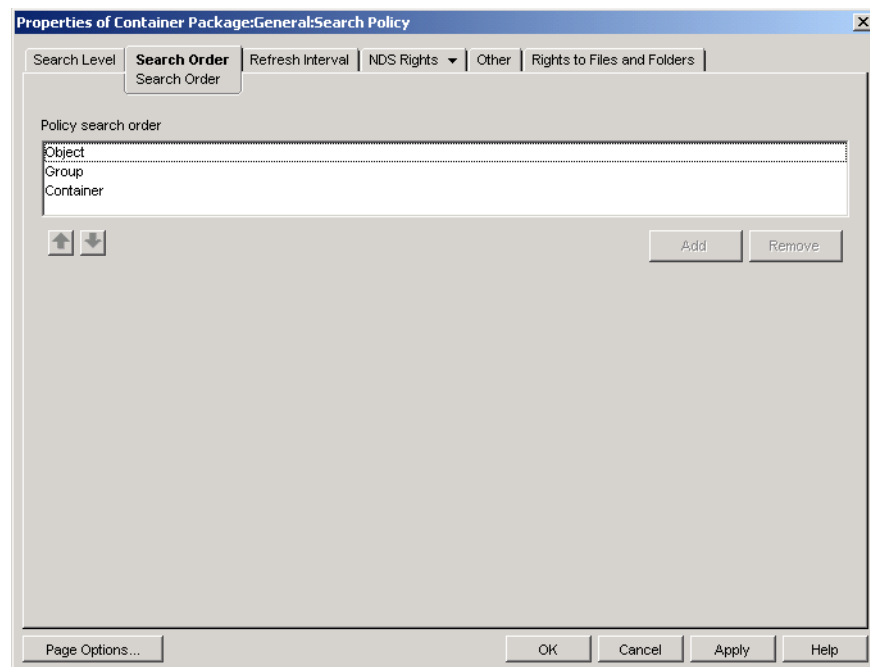 Properties of Container Package:General:Search Policy
Search Level Search Order Refresh Interval NDS Rights Other Rights to Files and Folders
Search Order
Policy search order
Object
Group
Container
Add Remove
Page Options... OK Cancel Apply Help